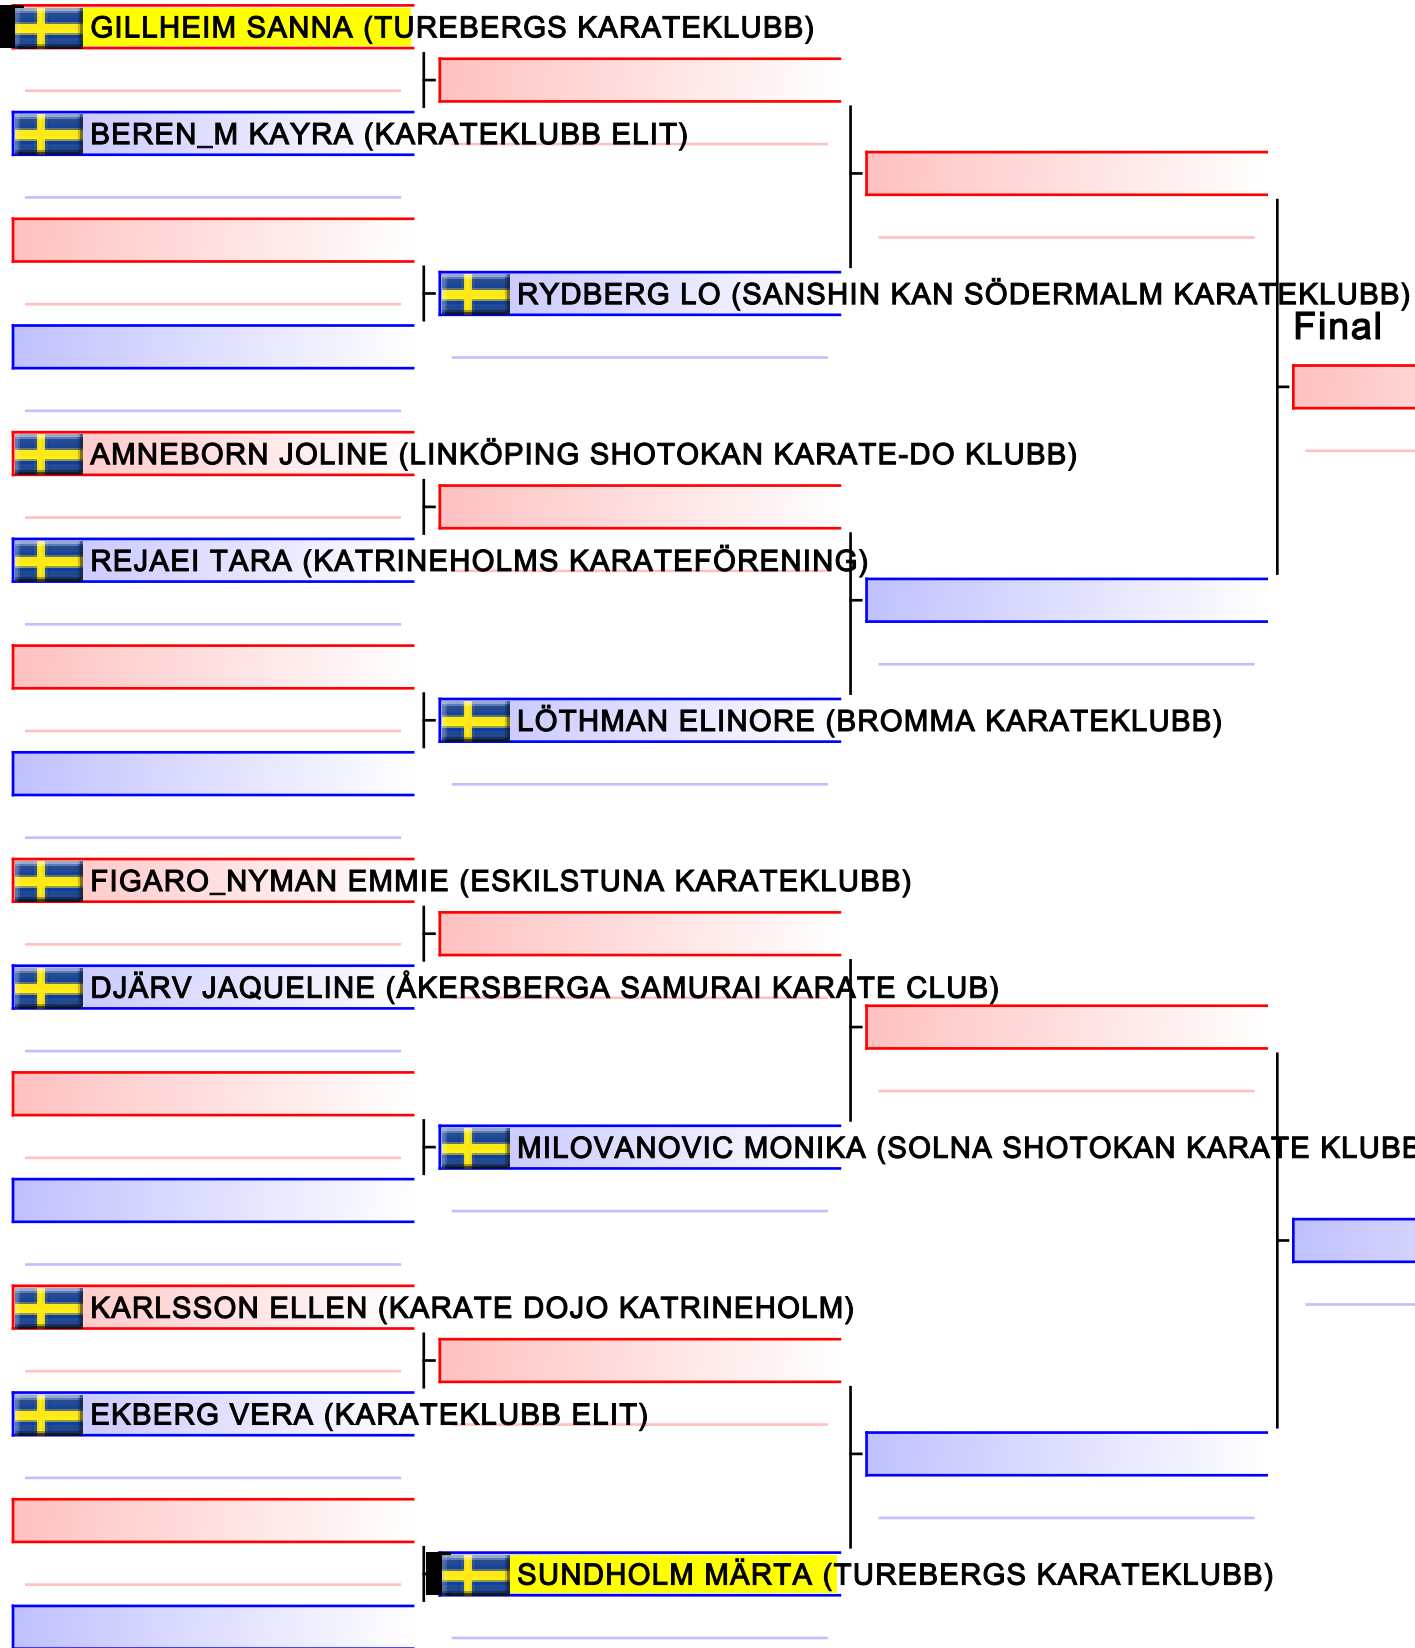 GILLHEIM SANNA (TUREBERGS KARATEKLUBB)
BEREN_M KAYRA (KARATEKLUBB ELIT)
RYDBERG LO (SANSHIN KAN SÖDERMALM KARATEKLUBB)
Final
AMNEBORN JOLINE (LINKÖPING SHOTOKAN KARATE-DO KLUBB)
REJAEI TARA (KATRINEHOLMS KARATEFÖRENING)
LÖTHMAN ELINORE (BROMMA KARATEKLUBB)
FIGARO_NYMAN EMMIE (ESKILSTUNA KARATEKLUBB)
DJÄRV JAQUELINE (ÅKERSBERGA SAMURAI KARATE CLUB)
MILOVANOVIC MONIKA (SOLNA SHOTOKAN KARATE KLUBB
KARLSSON ELLEN (KARATE DOJO KATRINEHOLM)
EKBERG VERA (KARATEKLUBB ELIT)
SUNDHOLM MÄRTA (TUREBERGS KARATEKLUBB)